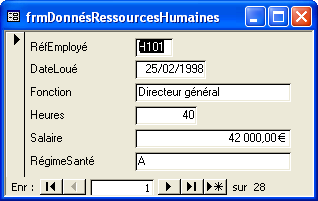 frmDonnésRessourcesHumaines
RéfEmployé H101
DateLoué 25/02/1998
Fonction Directeur général
Heures 40
Salaire 42 000,00€
RégimeSanté A
Enr : 1 sur 28